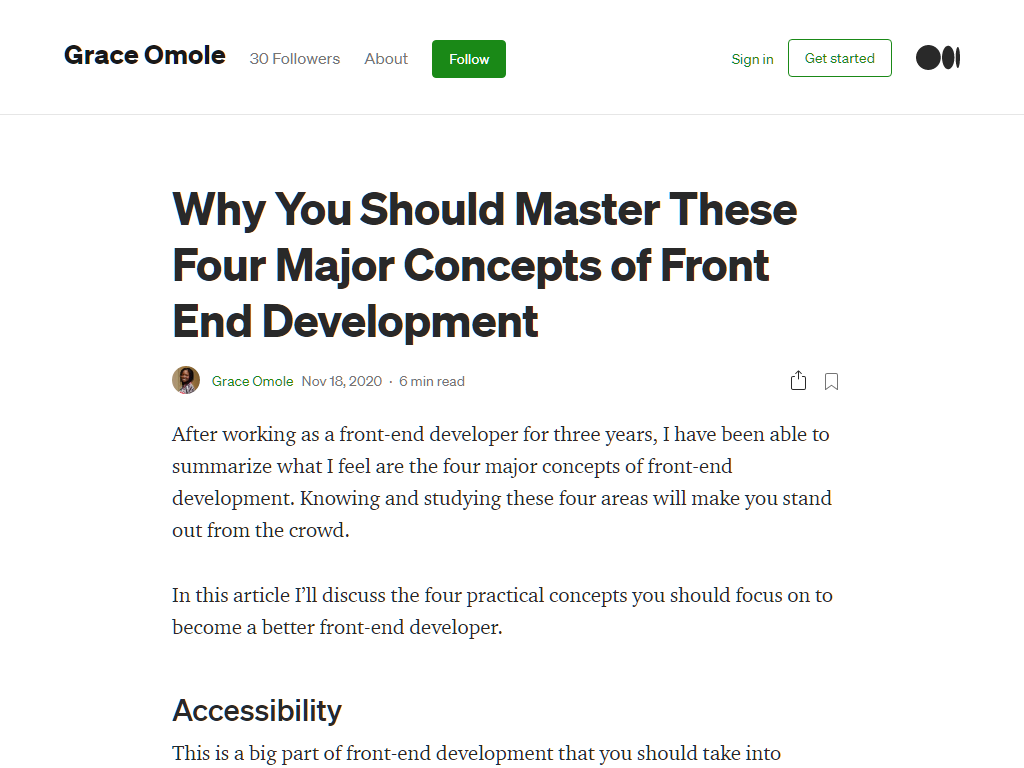 Grace Omole 30 Followers About Follow Sign in Get started
Why You Should Master These
Four Major Concepts of Front
End Development
Grace Omole Nov 18, 2020 · 6 min read
After working as a front-end developer for three years, I have been able to
summarize what I feel are the four major concepts of front-end
development. Knowing and studying these four areas will make you stand
out from the crowd.
In this article I’ll discuss the four practical concepts you should focus on to
become a better front-end developer.
Accessibility
This is a big part of front-end development that you should take into